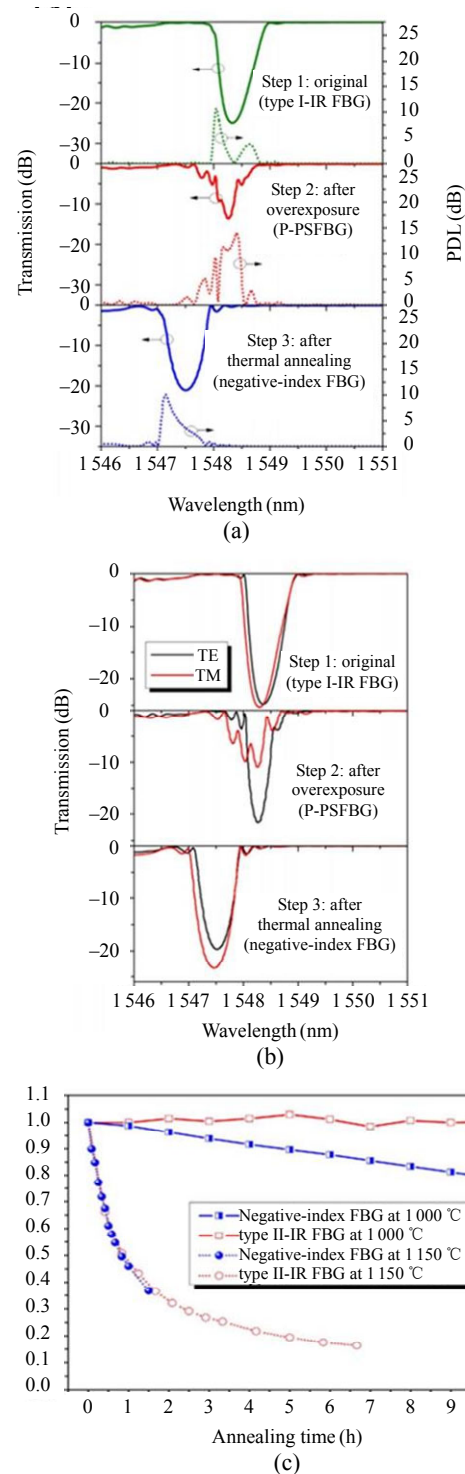 0
−10
−20
−30
0
−10
−20
−30
0
−10
−20
−30
Transmission (dB)
25
20
15
10
5
0
25
20
15
10
5
0
25
20
15
10
5
0
PDL (dB)
Step 1: original
(type I-IR FBG)
Step 2: after
overexposure
(P-PSFBG)
Step 3: after
thermal annealing
(negative-index FBG)
1 546 1 547 1 548 1 549 1 550 1 551
Wavelength (nm)
(a)
0
−10
−20
0
−10
−20
0
−10
−20
Transmission (dB)
TE
TM
Step 1: original
(type I-IR FBG)
Step 2: after
overexposure
(P-PSFBG)
Step 3: after
thermal annealing
(negative-index FBG)
1 546 1 547 1 548 1 549 1 550 1 551
Wavelength (nm)
(b)
1.1
1.0
0.9
0.8
0.7
0.6
0.5
0.4
0.3
0.2
0.1
0.0
Negative-index FBG at 1 000 ℃
type II-IR FBG at 1 000 ℃
Negative-index FBG at 1 150 ℃
type II-IR FBG at 1 150 ℃
0 1 2 3 4 5 6 7 8 9
Annealing time (h)
(c)